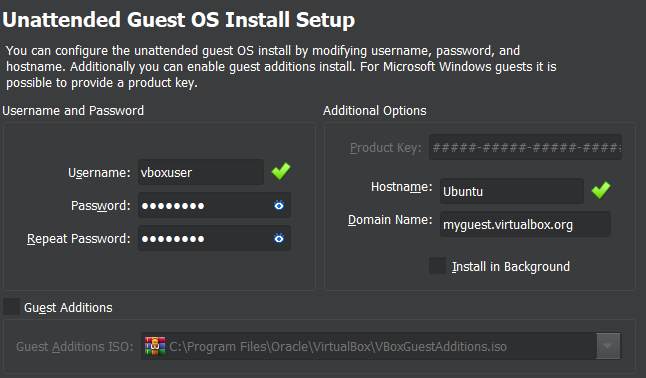 Unattended Guest OS Install Setup
You can configure the unattended guest OS install by modifying username, password, and
hostname. Additionally you can enable guest additions install. For Microsoft Windows guests it is
possible to provide a product key.
Username and Password
Username: vboxuser
Password: ●●●●●●●●
Repeat Password: ●●●●●●●●
Additional Options
Product Key: #####-#####-#####-#####
Hostname: Ubuntu
Domain Name: myguest.virtualbox.org
Install in Background
Guest Additions
Guest Additions ISO: C:\Program Files\Oracle\VirtualBox\VBoxGuestAdditions.iso